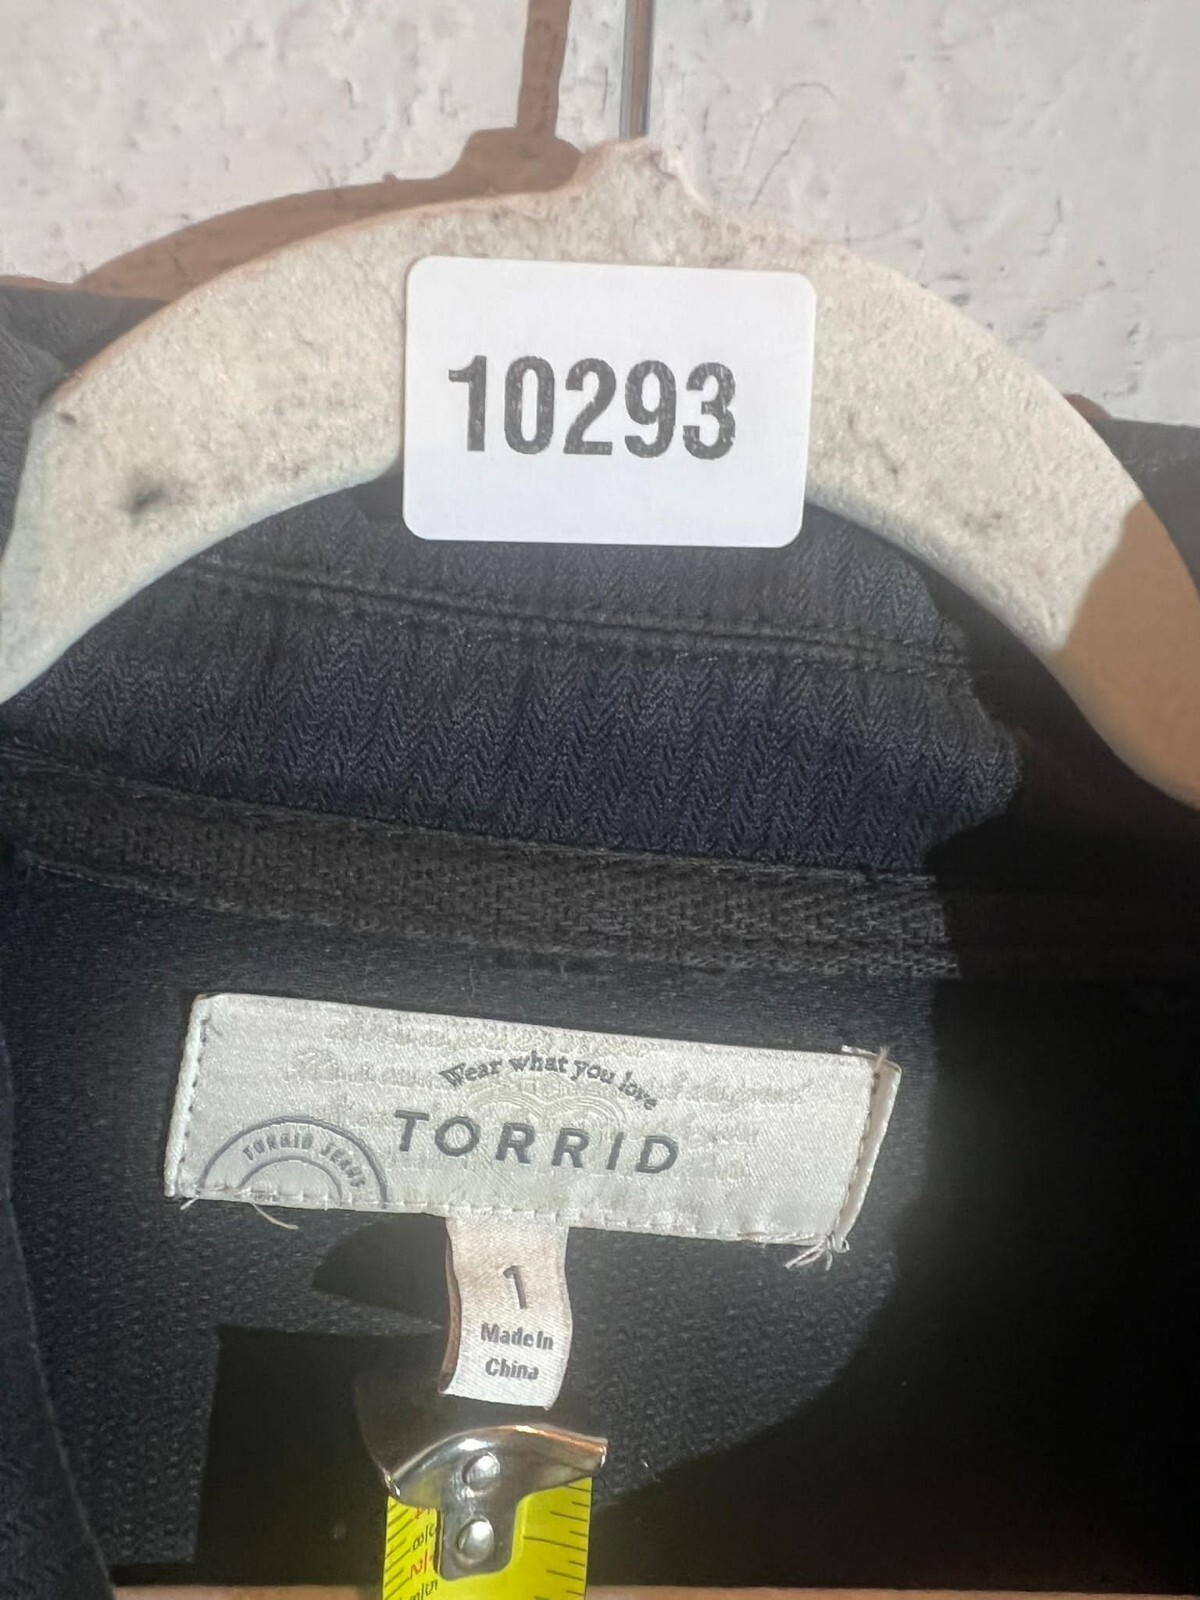 10293
Wear what you love
TORRID
TORRID JEANS
1
Made In
China